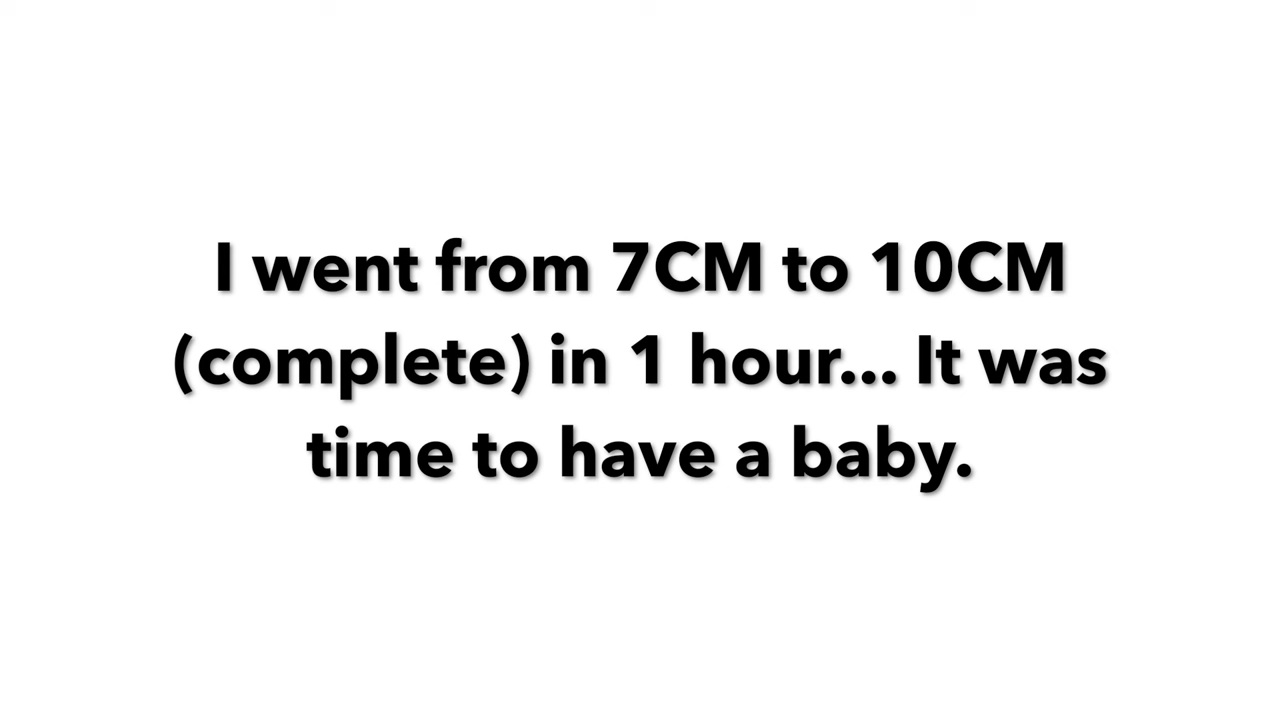 I went from 7CM to 10CM
(complete) in 1 hour... It was
time to have a baby.